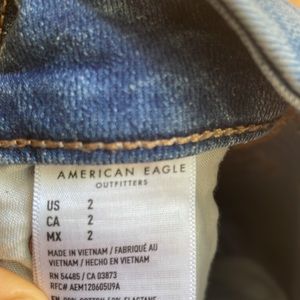 AMERICAN EAGLE
OUTFITTERS
US 2
CA 2
MX 2
MADE IN VIETNAM / FABRIQUÉ AU
VIETNAM / HECHO EN VIETNAM
RN 54485 / CA 03873
RFC# AEM120605U9A